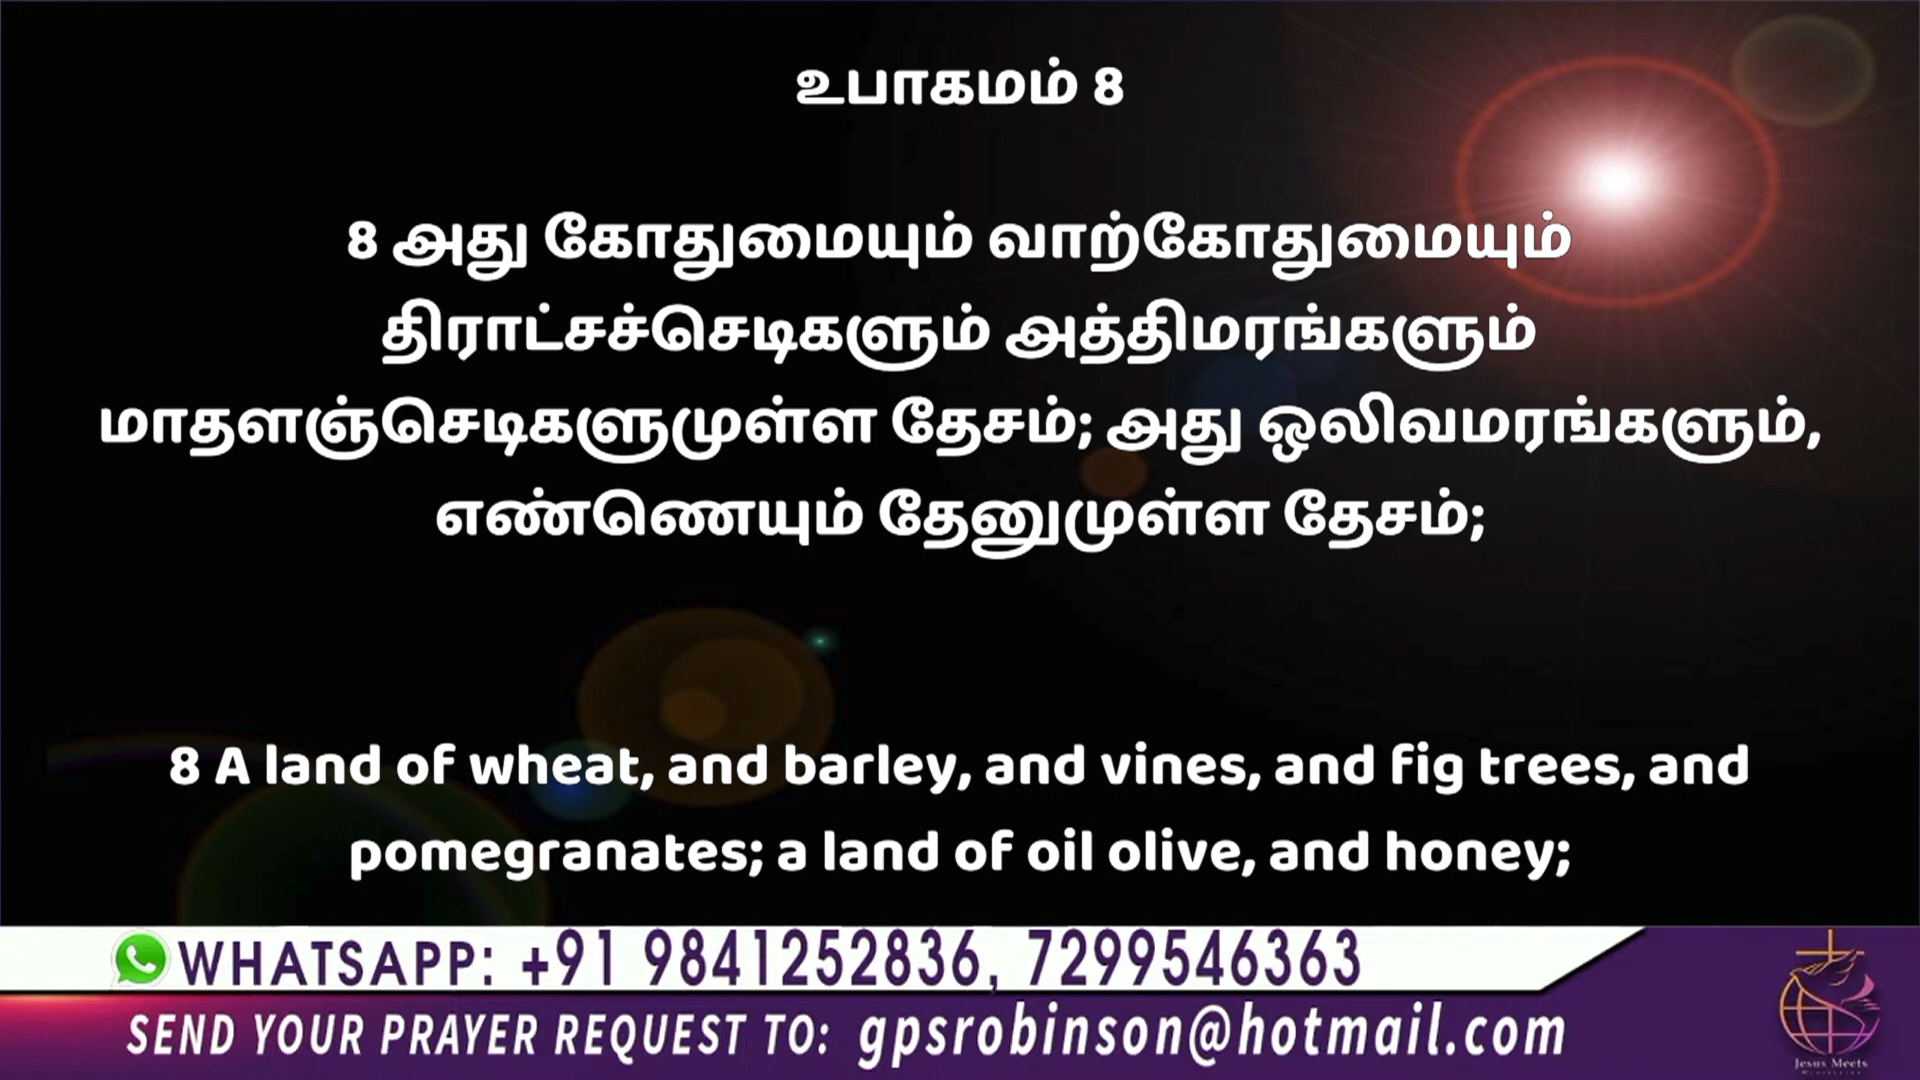 உபாகமம் 8
8 அது கோதுமையும் வாற்கோதுமையும்
திராட்சச்செடிகளும் அத்திமரங்களும்
மாதளஞ்செடிகளுமுள்ள தேசம்; அது ஒலிவமரங்களும்,
எண்ணெயும் தேனுமுள்ள தேசம்;
8 A land of wheat, and barley, and vines, and fig trees, and
pomegranates; a land of oil olive, and honey;
WHATSAPP: +91 9841252836, 7299546363
SEND YOUR PRAYER REQUEST TO: gpsrobinson@hotmail.com
Jesus Meets